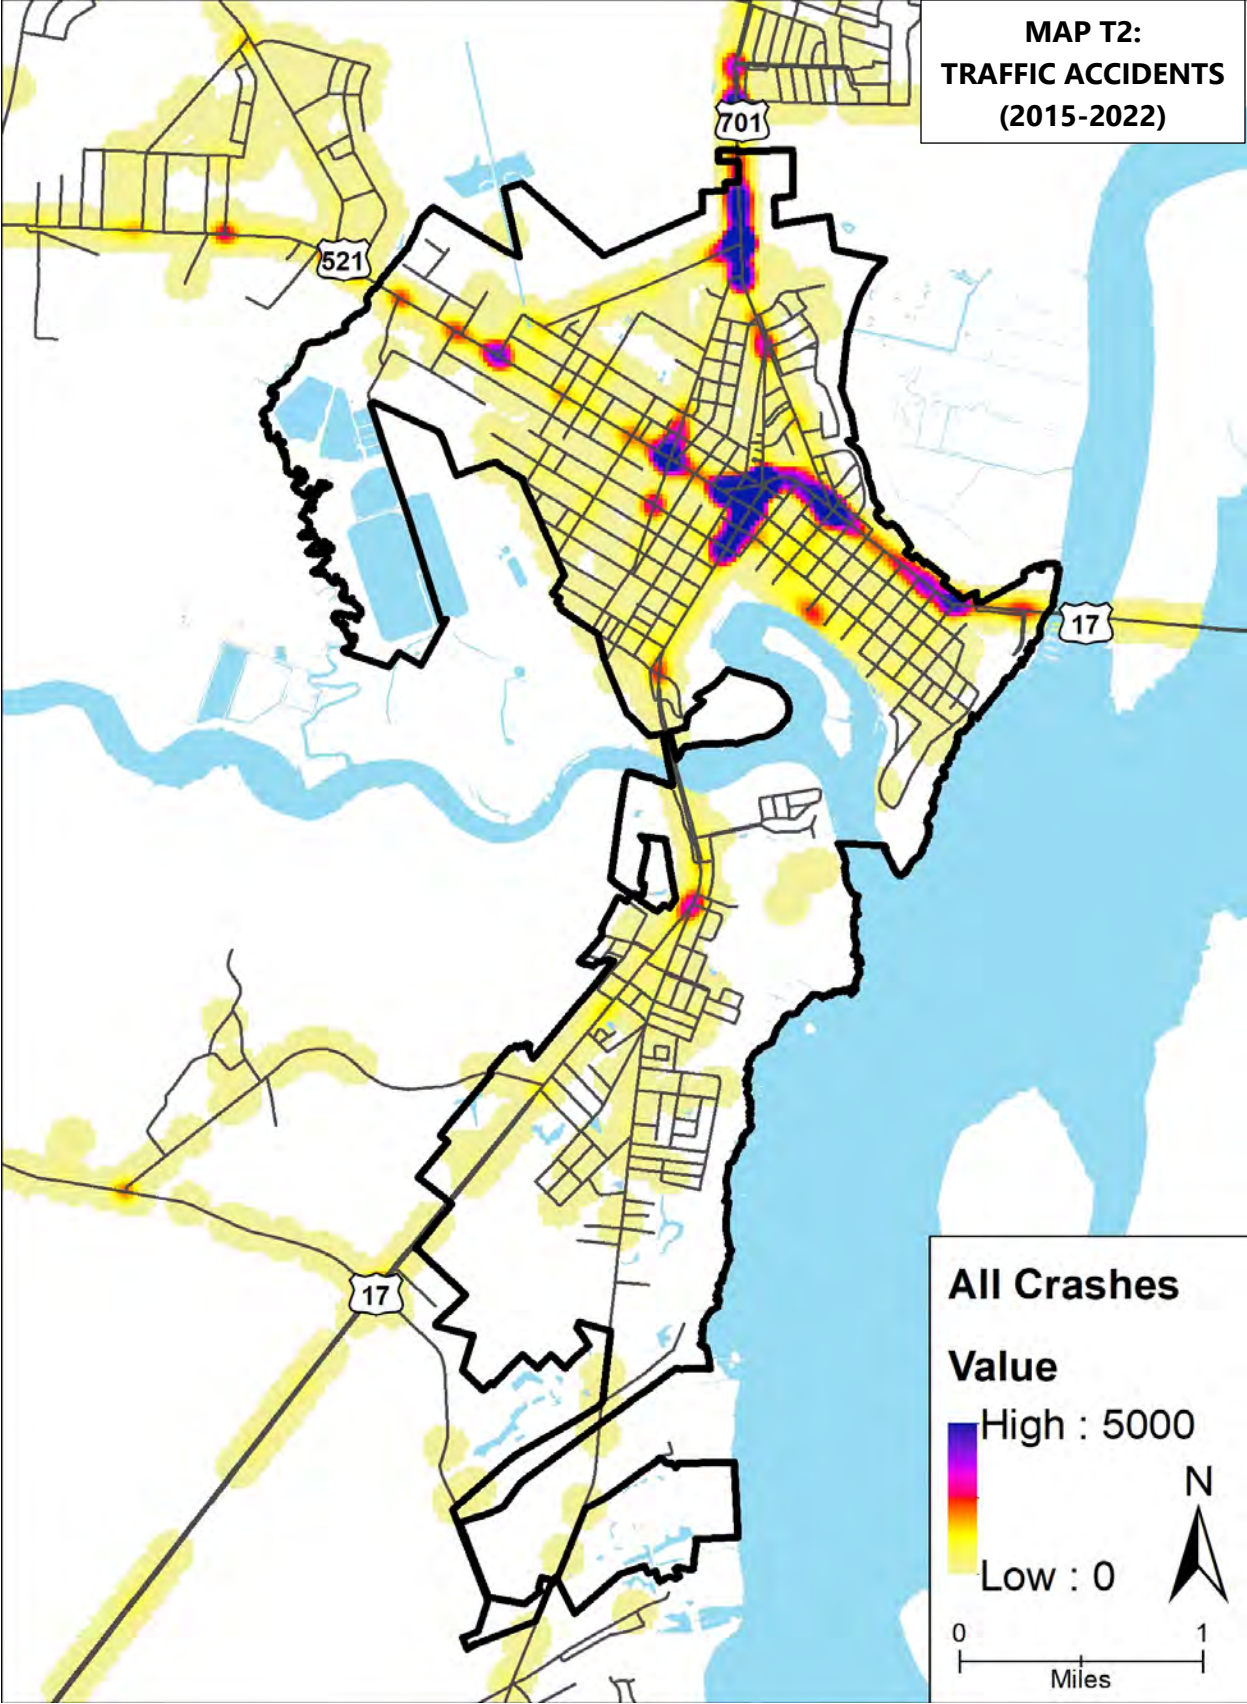 MAP T2:
TRAFFIC ACCIDENTS
(2015-2022)
701
521
17
17
All Crashes
Value
High : 5000
Low : 0
N
0 1
Miles